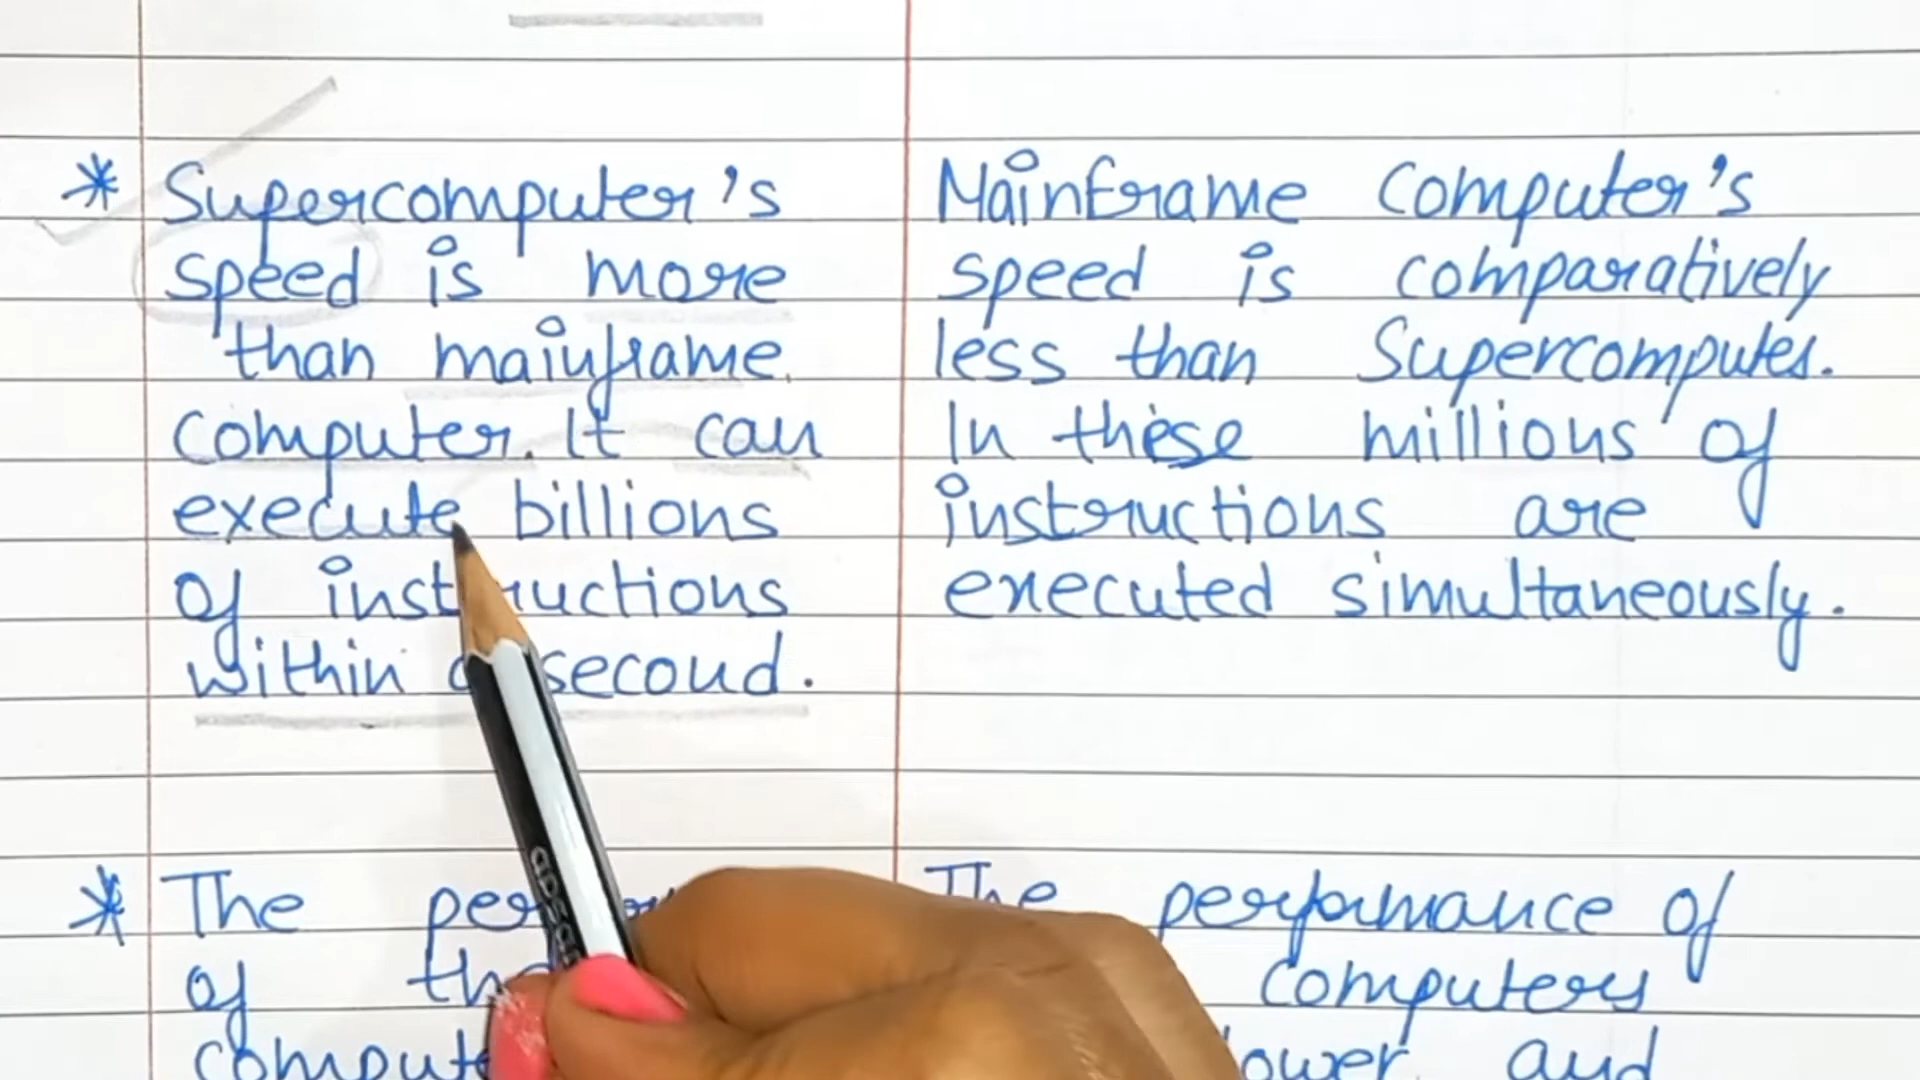 * Supercomputer's
speed is more
than mainframe
computer. It can
execute billions
of instructions
within a second.
Mainframe Computer's
speed is comparatively
less than Supercomputer.
In these millions of
instructions are
executed simultaneously.
* The
of
The performance of
computers
and